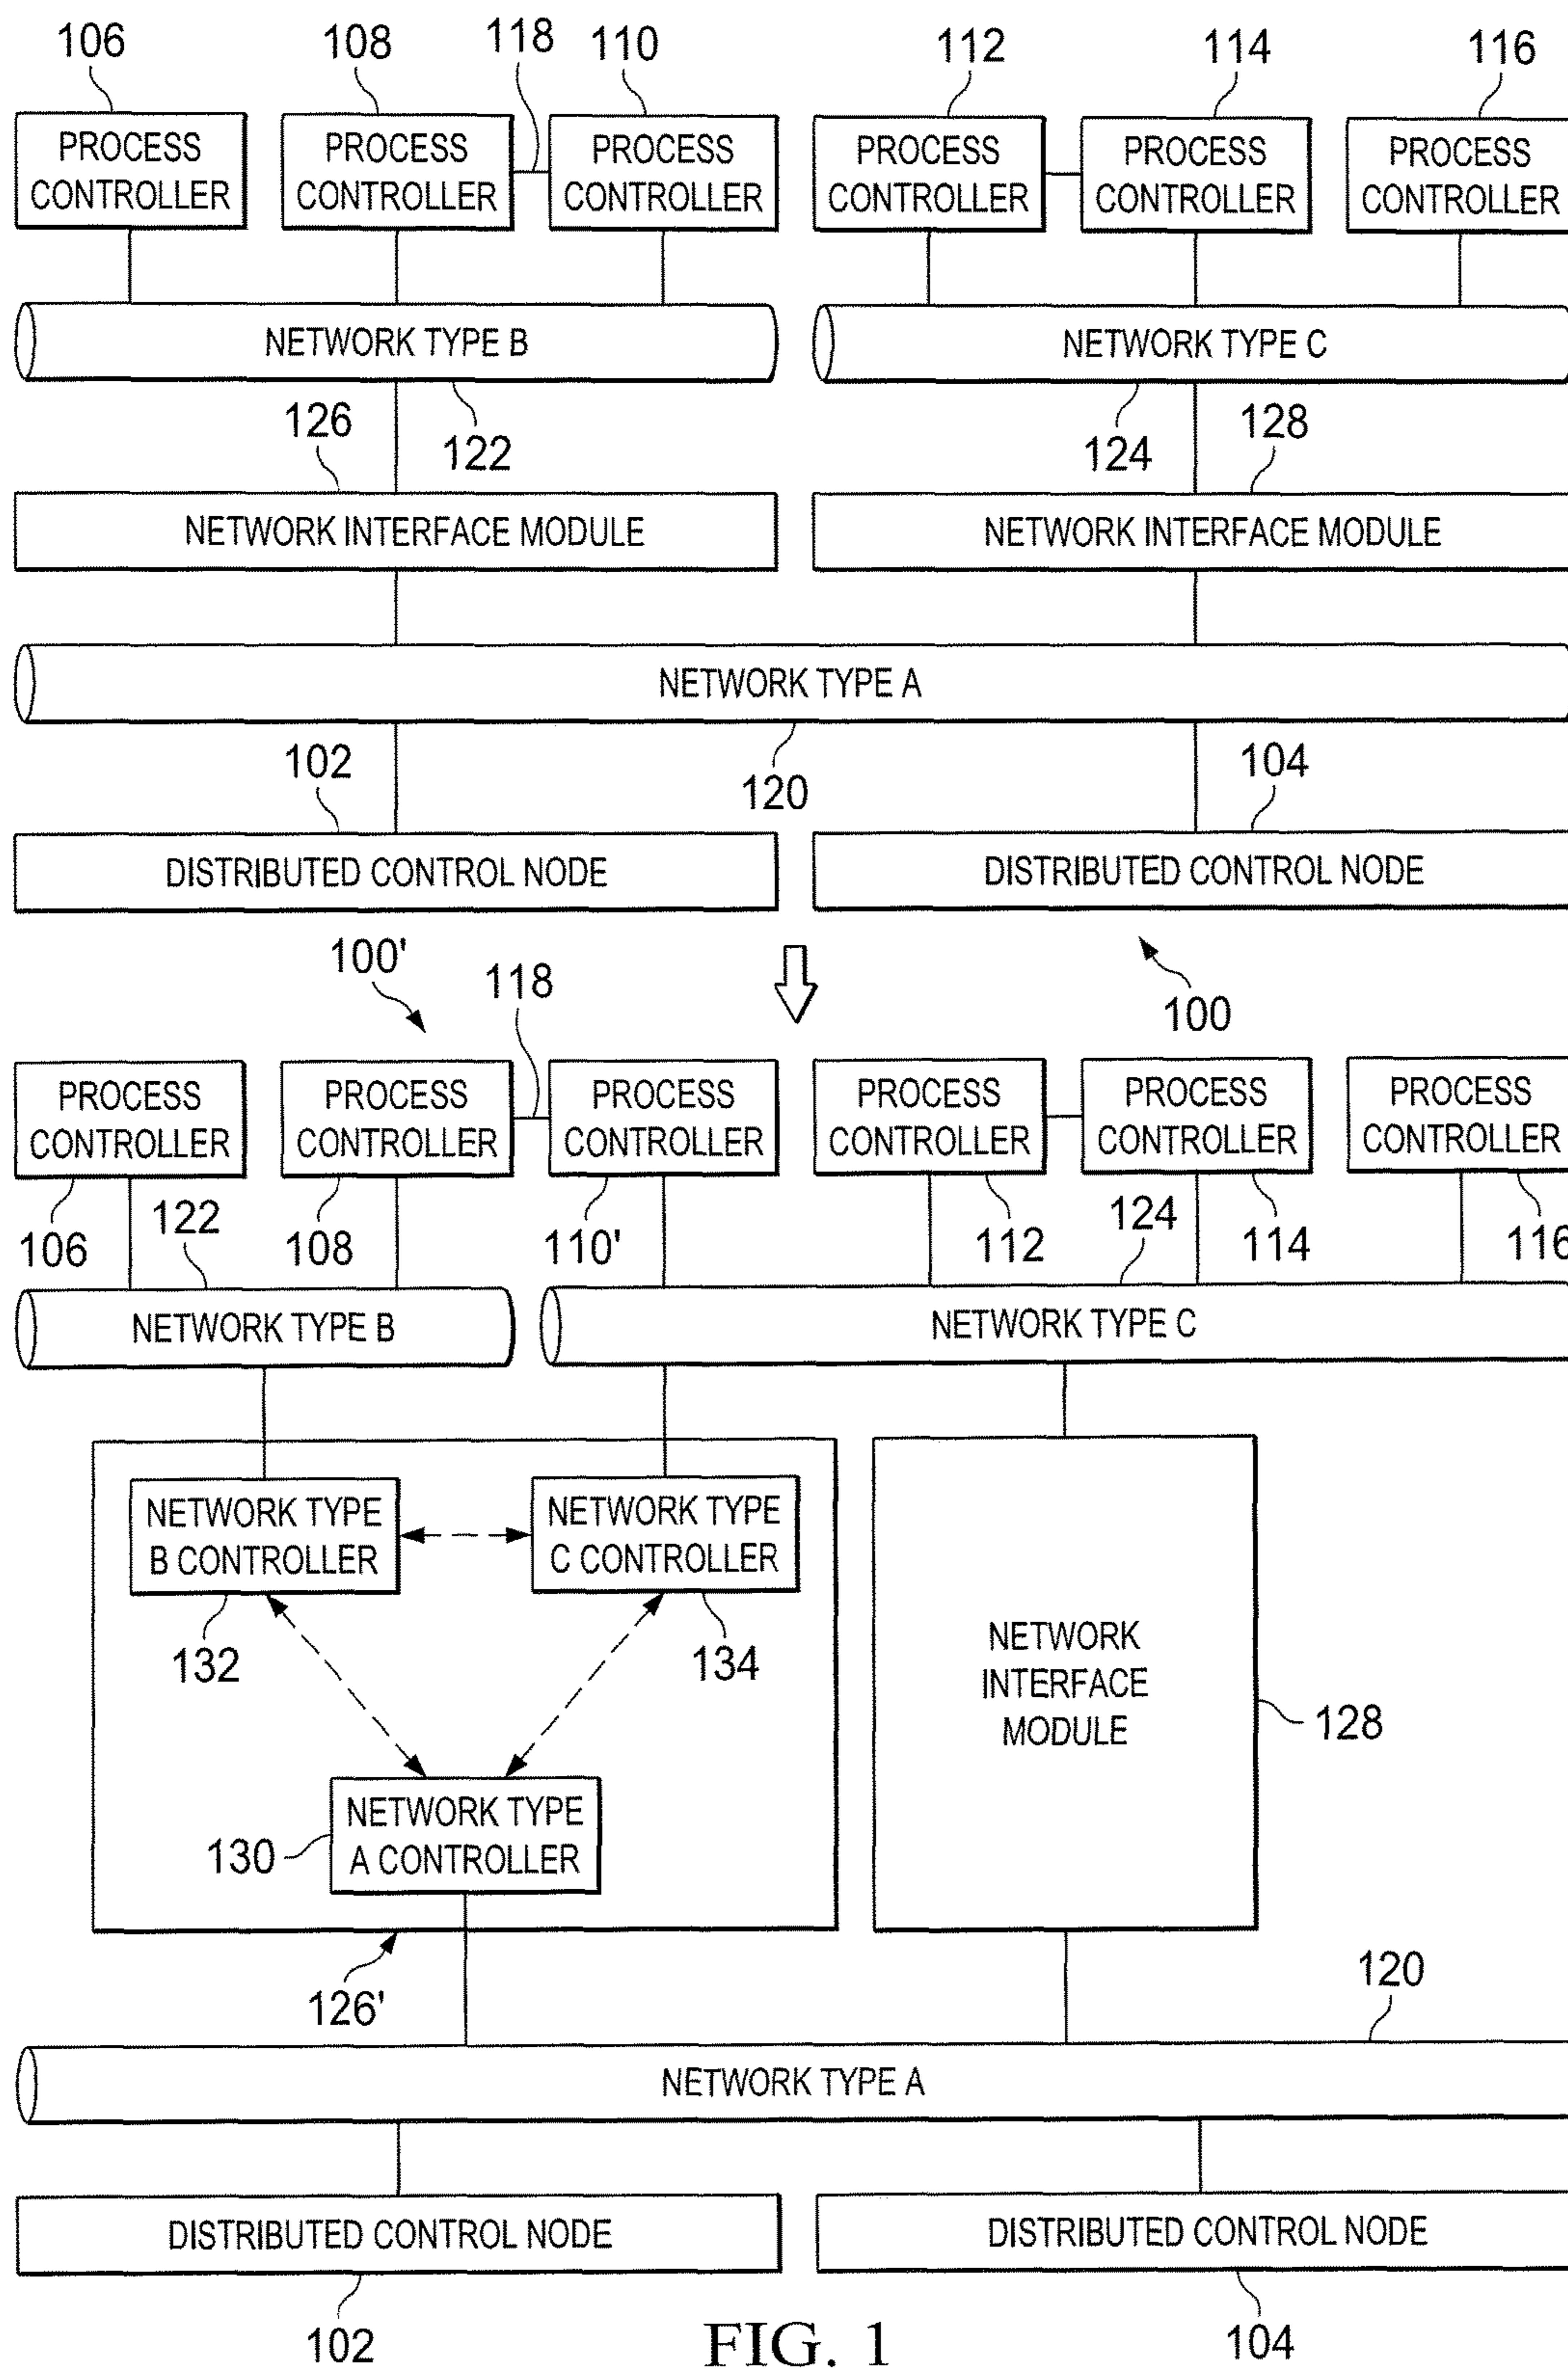 106
108
118
110
112
114
116
PROCESS
CONTROLLER
PROCESS
CONTROLLER
PROCESS
CONTROLLER
PROCESS
CONTROLLER
PROCESS
CONTROLLER
PROCESS
CONTROLLER
NETWORK TYPE B
NETWORK TYPE C
126
122
124
128
NETWORK INTERFACE MODULE
NETWORK INTERFACE MODULE
NETWORK TYPE A
102
120
104
DISTRIBUTED CONTROL NODE
DISTRIBUTED CONTROL NODE
100'
118
100
PROCESS
CONTROLLER
PROCESS
CONTROLLER
PROCESS
CONTROLLER
PROCESS
CONTROLLER
PROCESS
CONTROLLER
PROCESS
CONTROLLER
106
122
108
110'
112
124
114
116
NETWORK TYPE B
NETWORK TYPE C
NETWORK TYPE
B CONTROLLER
NETWORK TYPE
C CONTROLLER
132
134
NETWORK
INTERFACE
MODULE
128
NETWORK TYPE
A CONTROLLER
130
126'
120
NETWORK TYPE A
DISTRIBUTED CONTROL NODE
DISTRIBUTED CONTROL NODE
102
104
FIG. 1